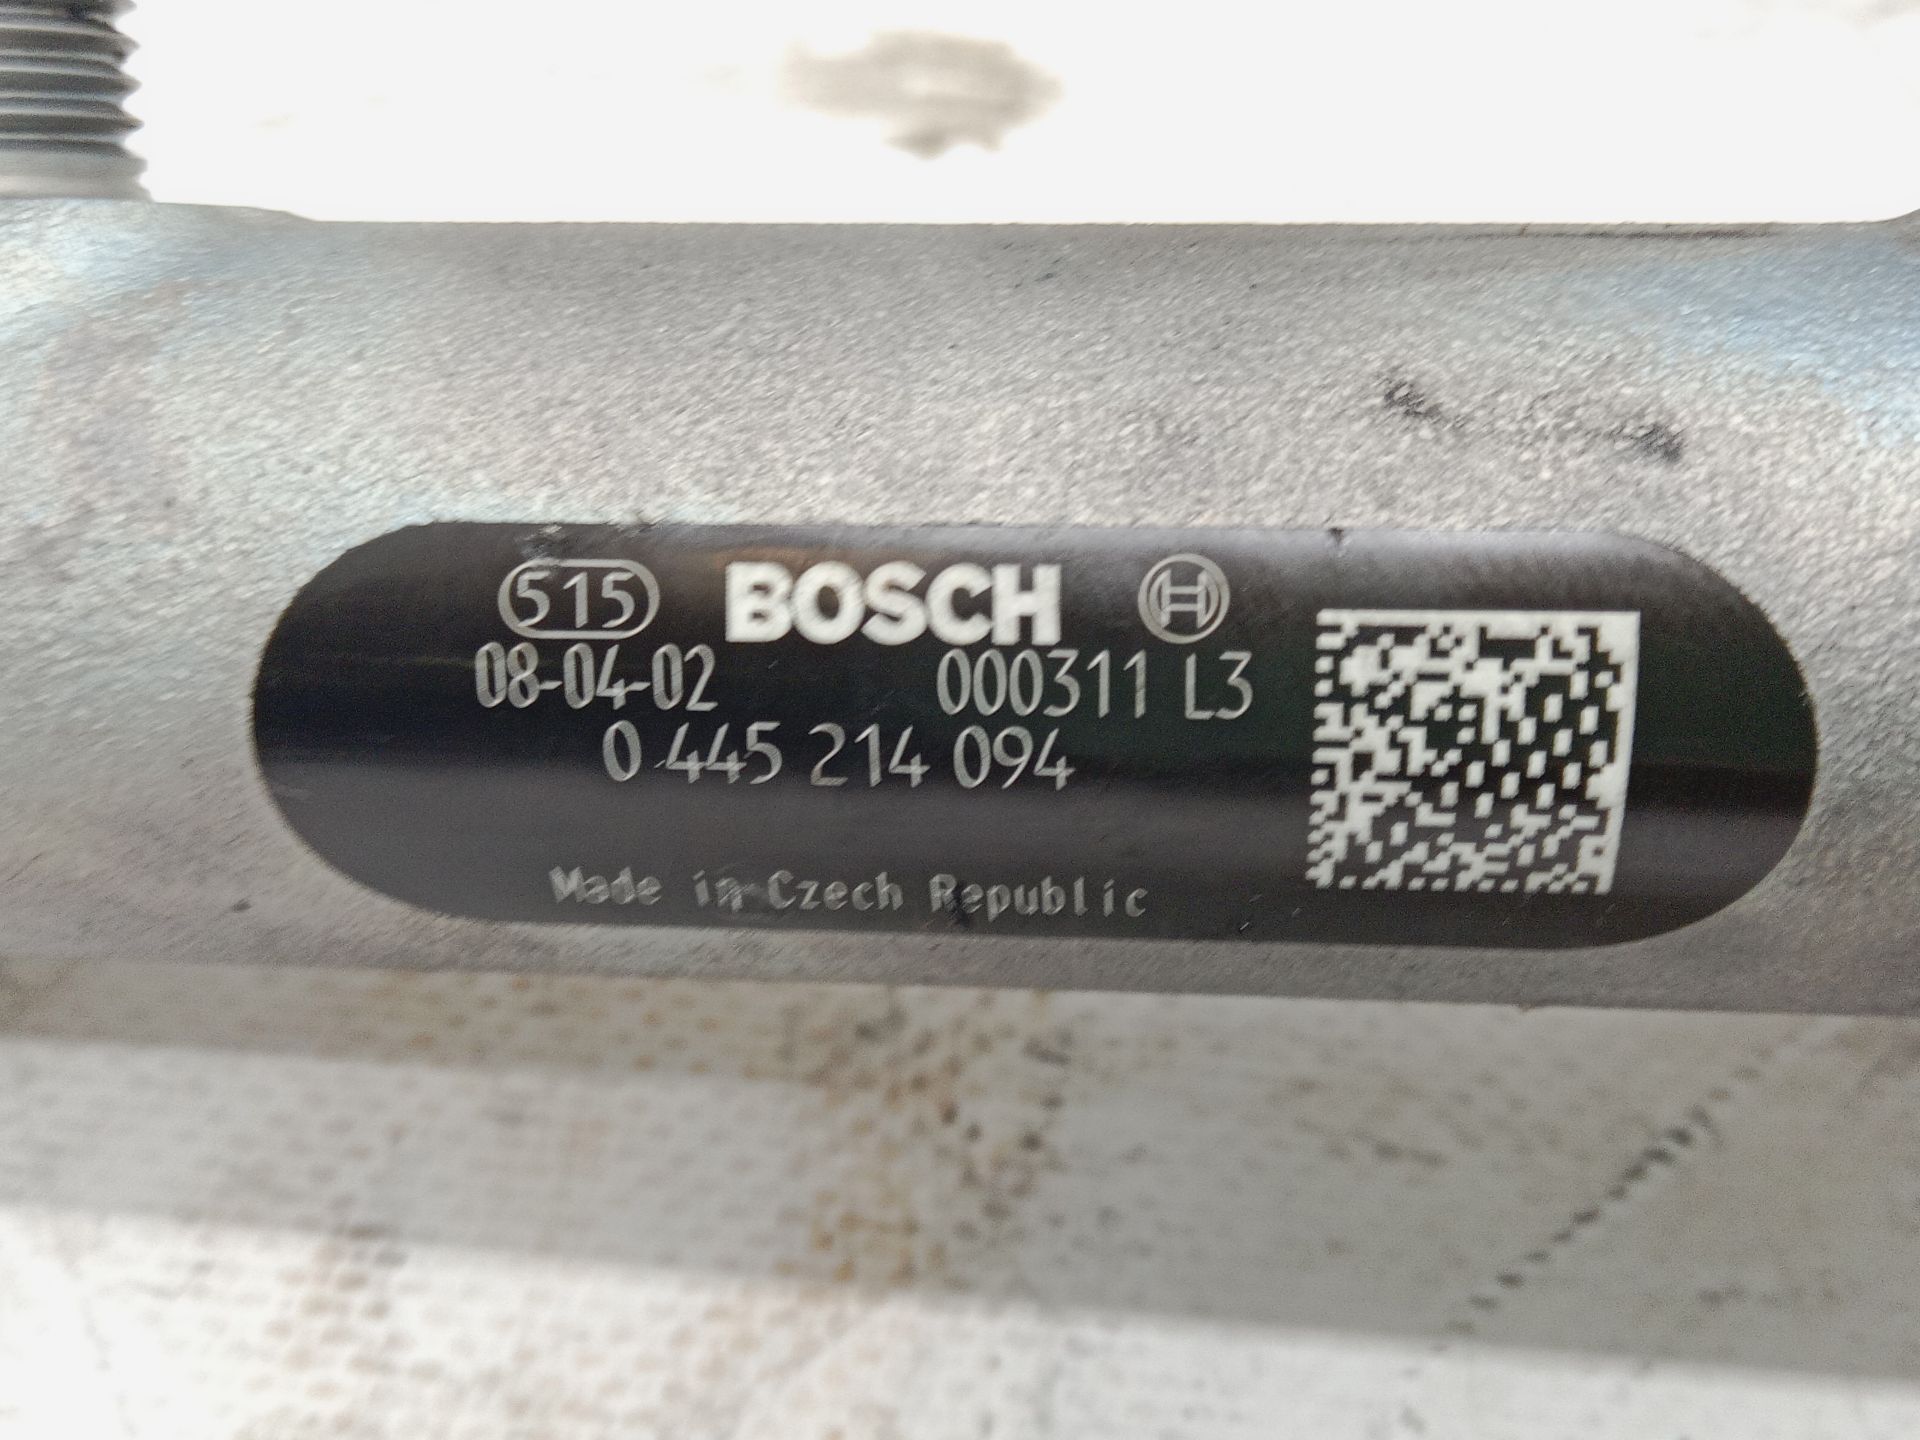 515 BOSCH
08-04-02 000311 L3
0 445 214 094
Made in Czech Republic